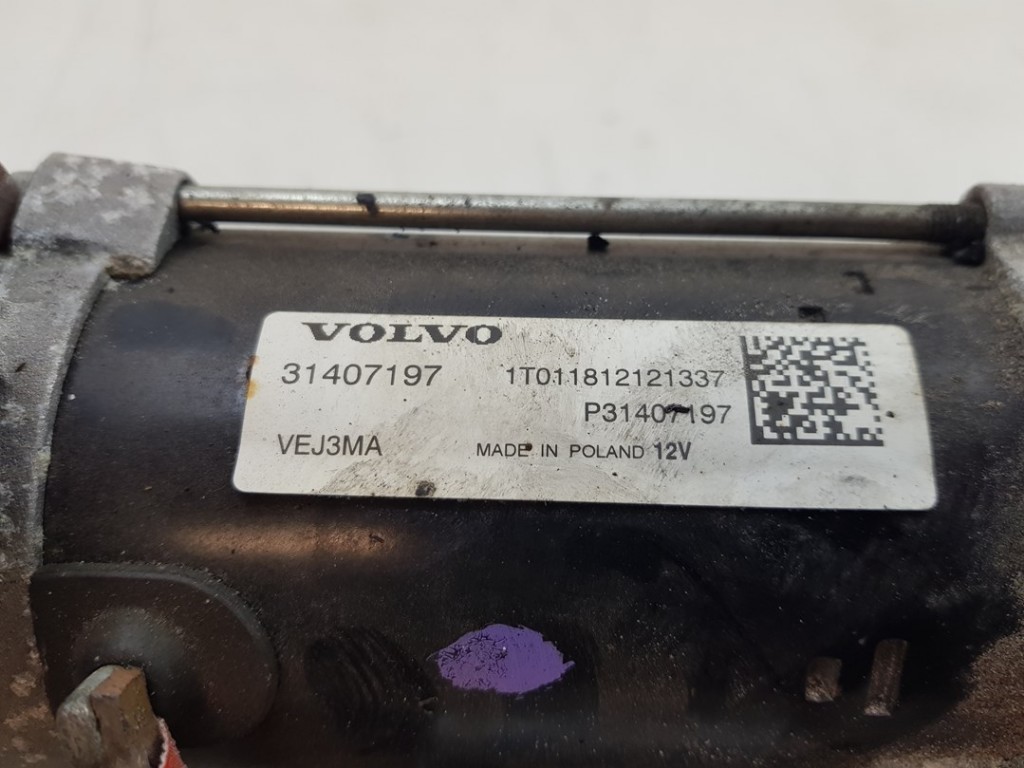 VOLVO
31407197 1T011812121337
P31407197
VEJ3MA MADE IN POLAND 12V